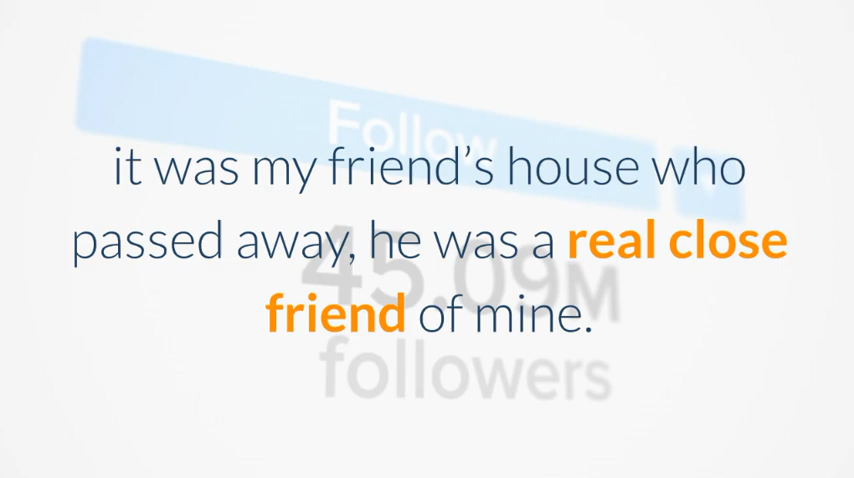 Follow
it was my friend’s house who
passed away, he was a real close
45.09M
friend of mine.
followers